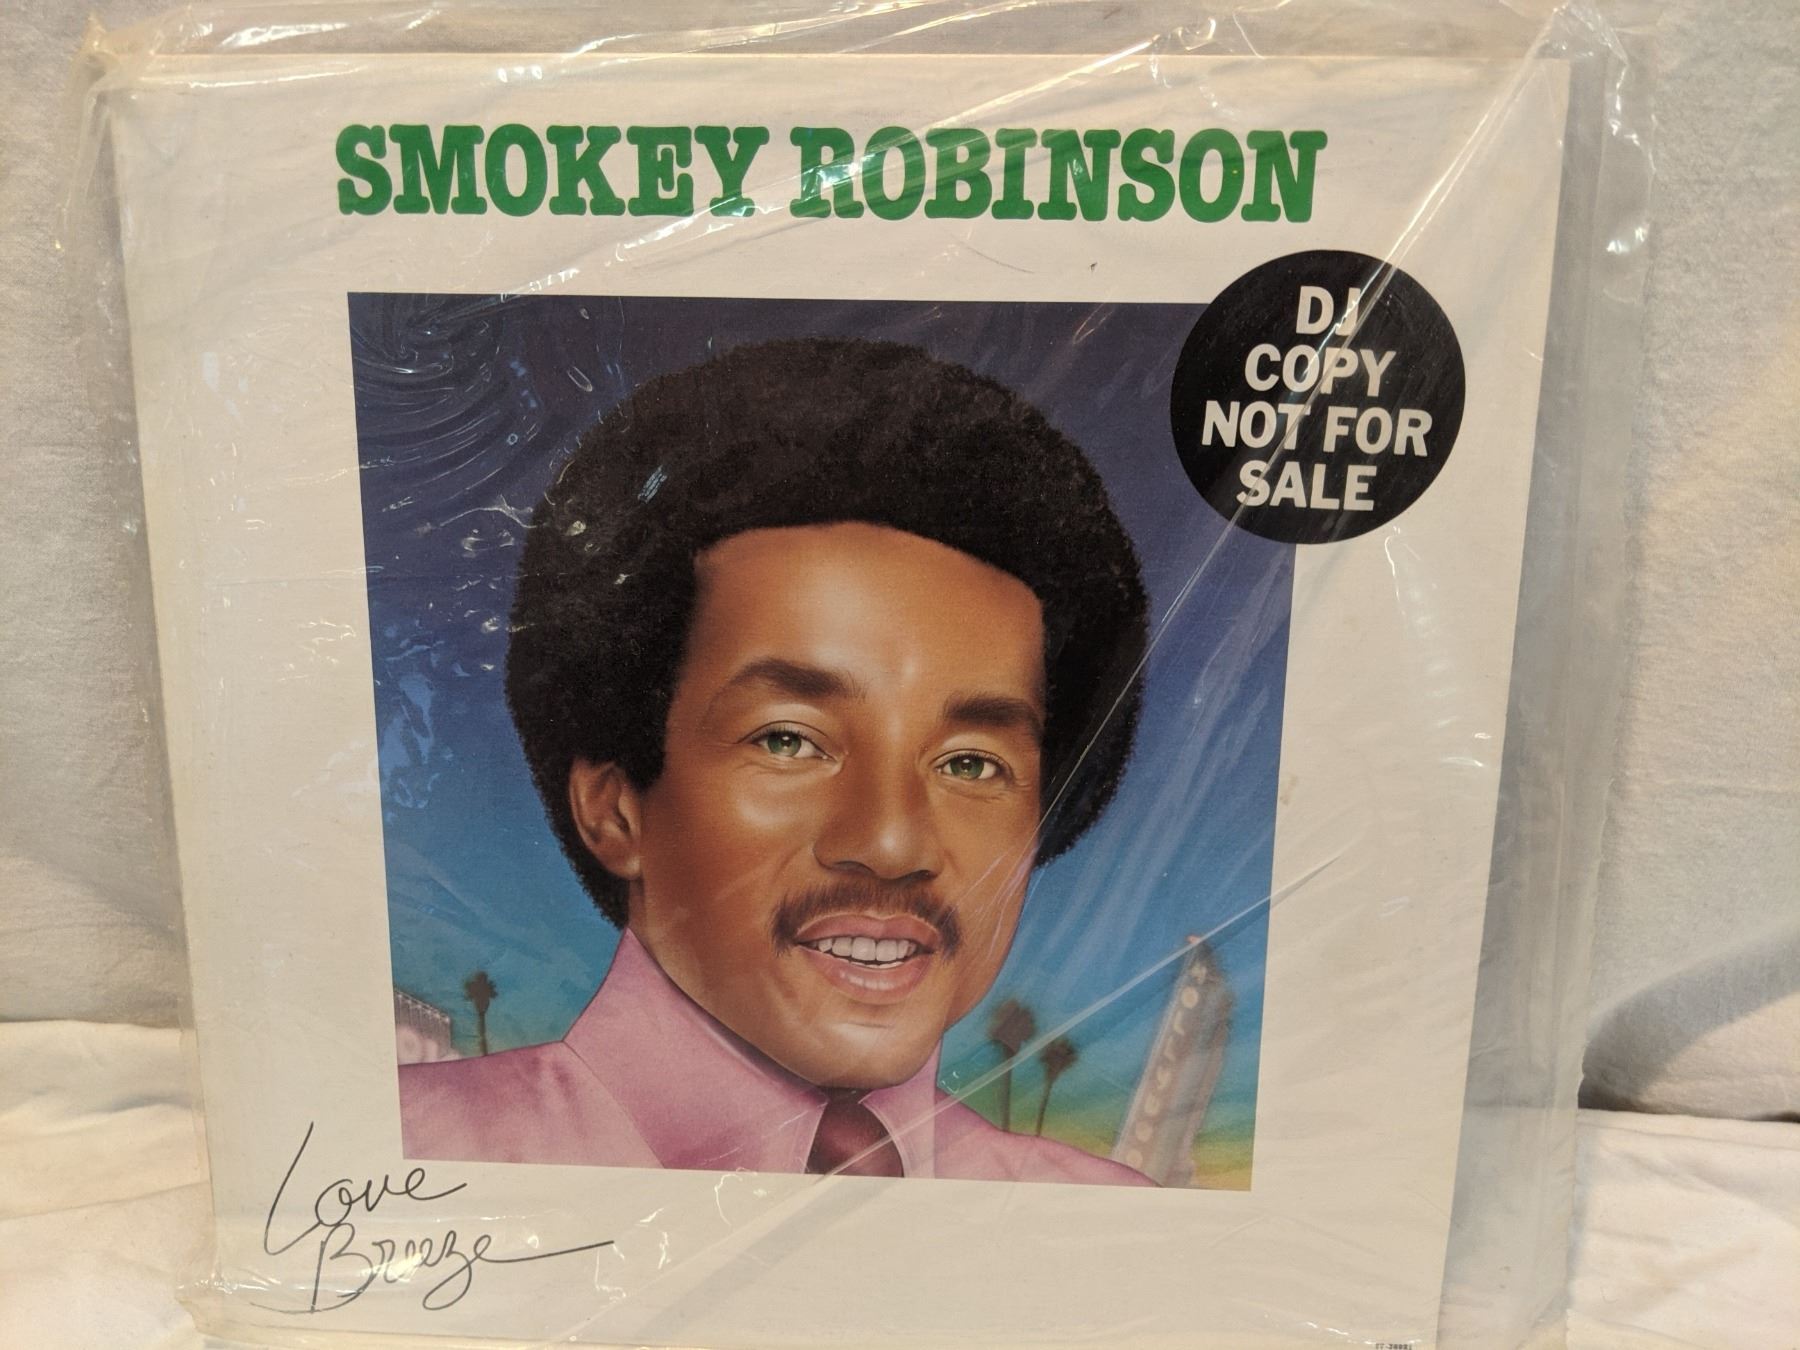 SMOKEY ROBINSON
DJ
COPY
NOT FOR
SALE
Love
Breeze